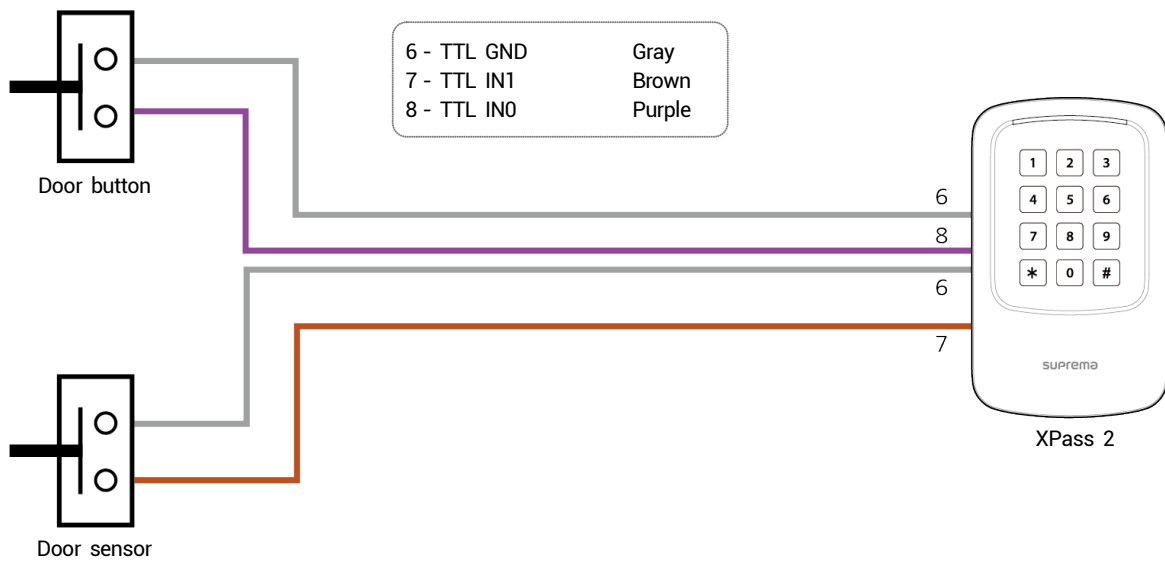 6 - TTL GND Gray
7 - TTL IN1 Brown
8 - TTL IN0 Purple
Door button
6
8
6
7
1 2 3
4 5 6
7 8 9
* 0 #
suprema
XPass 2
Door sensor